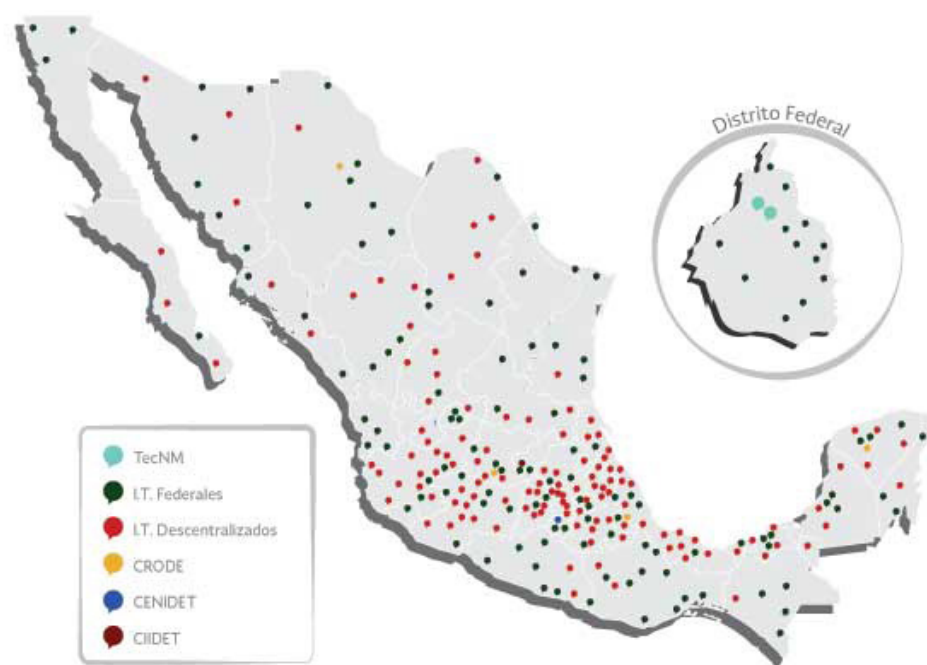 Distrito Federal
TecNM
I.T. Federales
I.T. Descentralizados
CRODE
CENIDET
CIIDET